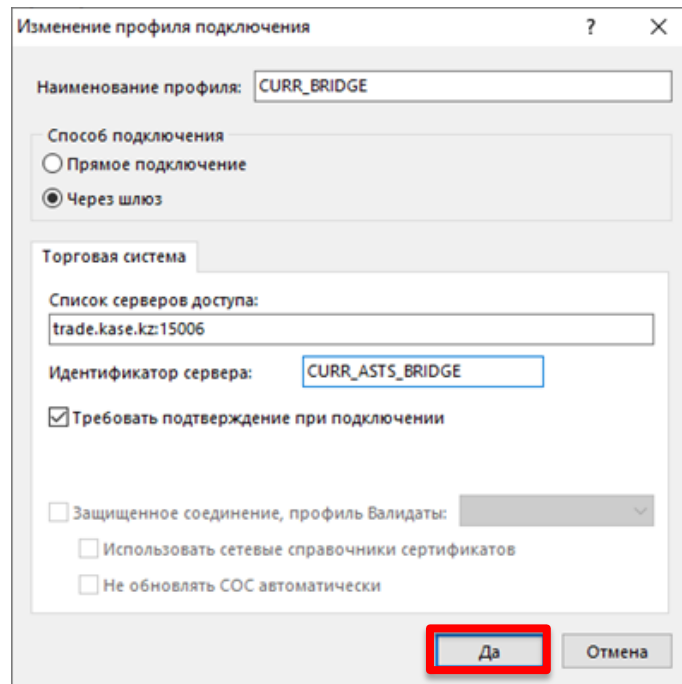 Изменение профиля подключения ?
Наименование профиля: CURR_BRIDGE
Способ подключения
Прямое подключение
Через шлюз
Торговая система
Список серверов доступа:
trade.kase.kz:15006
Идентификатор сервера: CURR_ASTS_BRIDGE
Требовать подтверждение при подключении
Защищенное соединение, профиль Валидаты:
Использовать сетевые справочники сертификатов
Не обновлять СОС автоматически
Да Отмена